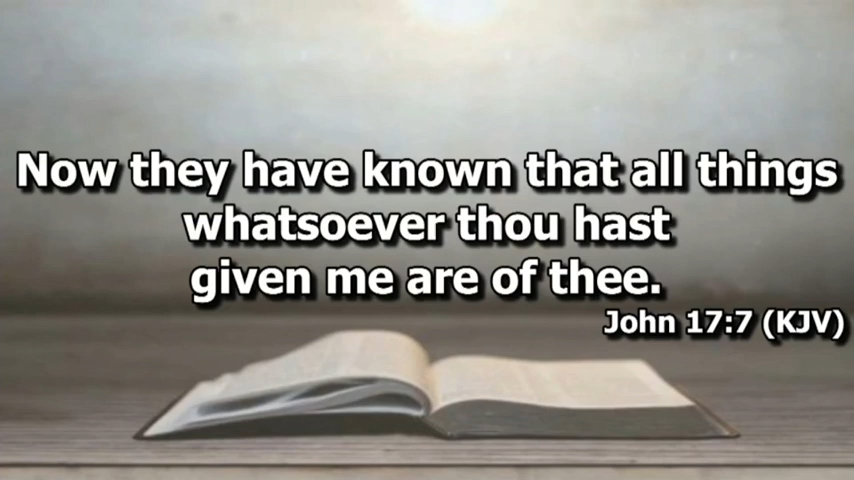 Now they have known that all things
whatsoever thou hast
given me are of thee.
John 17:7 (KJV)